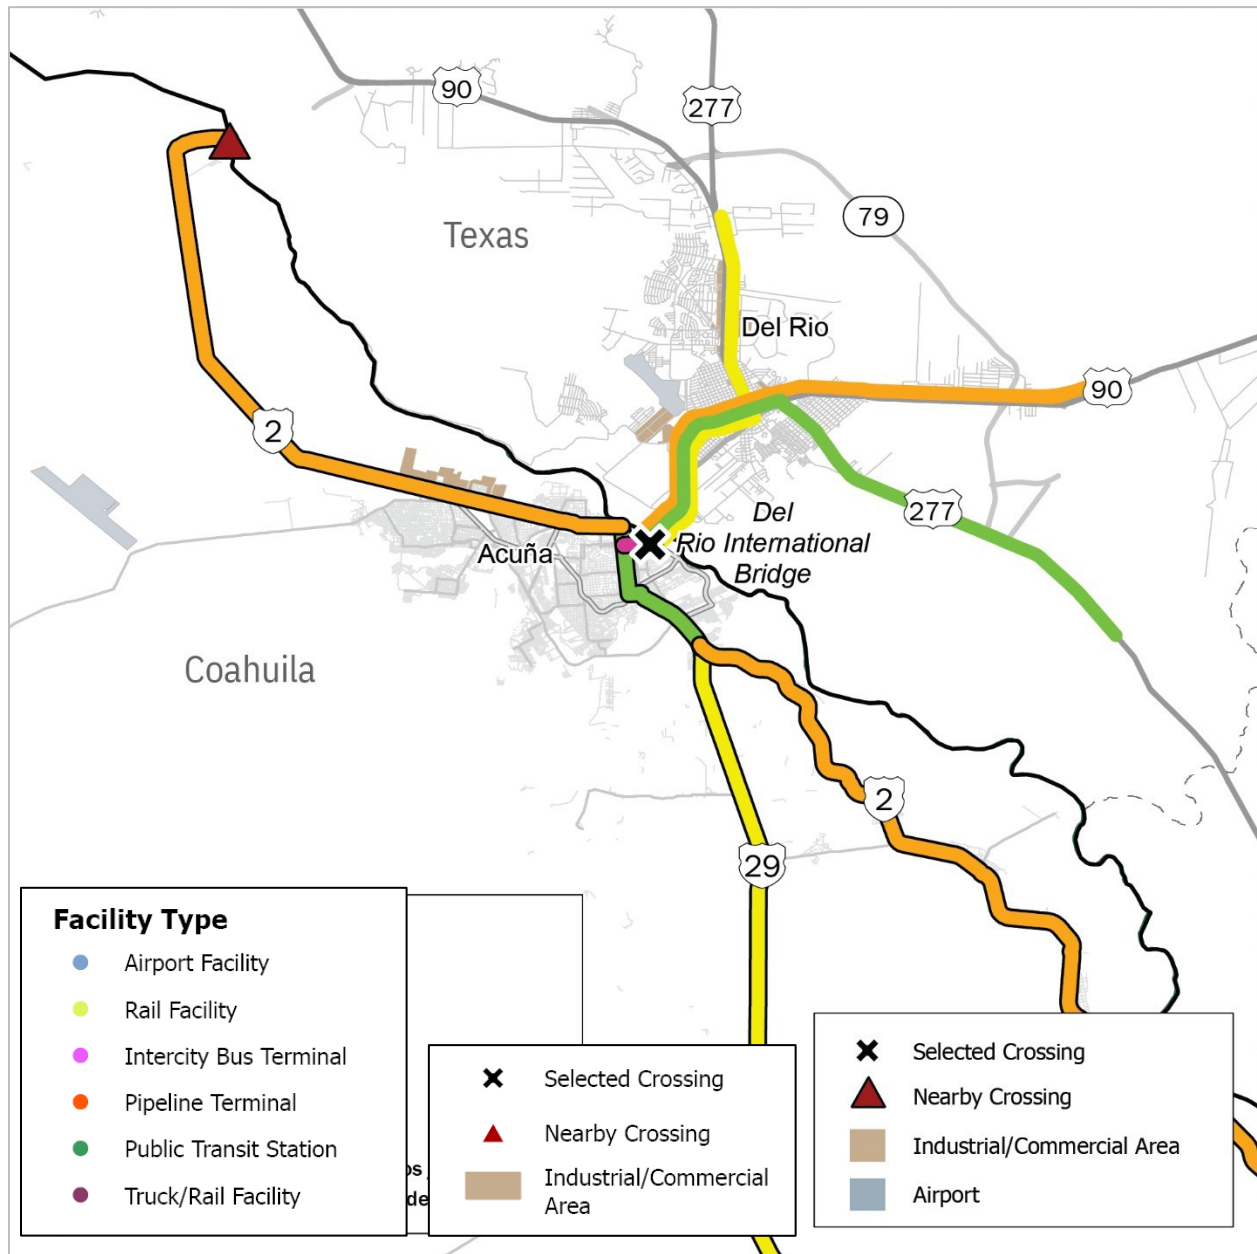 90
277
79
Texas
Del Rio
90
2
277
Del
Rio International
Bridge
Acuña
Coahuila
2
29
Facility Type
Airport Facility
Rail Facility
Intercity Bus Terminal
Pipeline Terminal
Public Transit Station
Truck/Rail Facility
os
de
Selected Crossing
Nearby Crossing
Industrial/Commercial
Area
Selected Crossing
Nearby Crossing
Industrial/Commercial Area
Airport